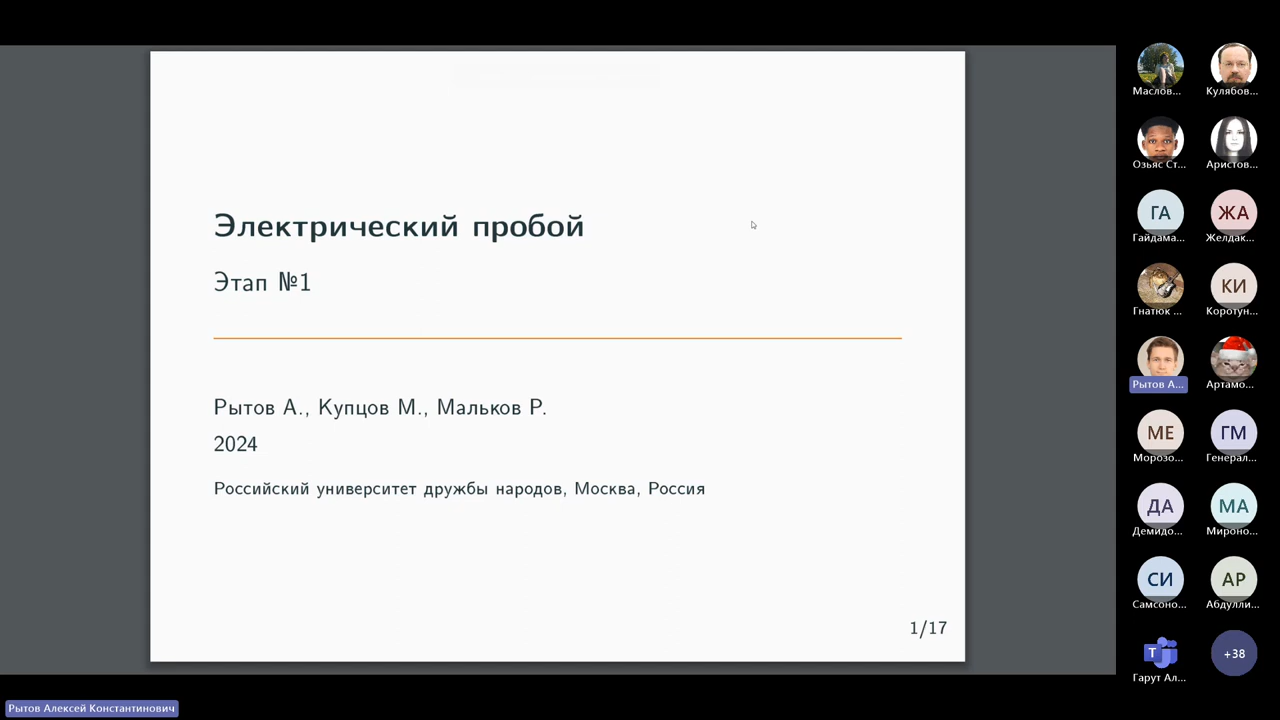 Электрический пробой
Этап №1
Рытов А., Купцов М., Мальков Р.
2024
Российский университет дружбы народов, Москва, Россия
1/17
Маслов...
Кулябов...
Озьяс Ст...
Аристов...
ГА
ЖА
Гайдама...
Желдак...
КИ
Гнатюк ...
Коротун...
Рытов А...
Артамо...
МЕ
ГМ
Морозо...
Генерал...
ДА
МА
Демидо...
Мироно...
СИ
АР
Самсоно...
Абдулли...
T
+38
Гарут Ал...
Рытов Алексей Константинович